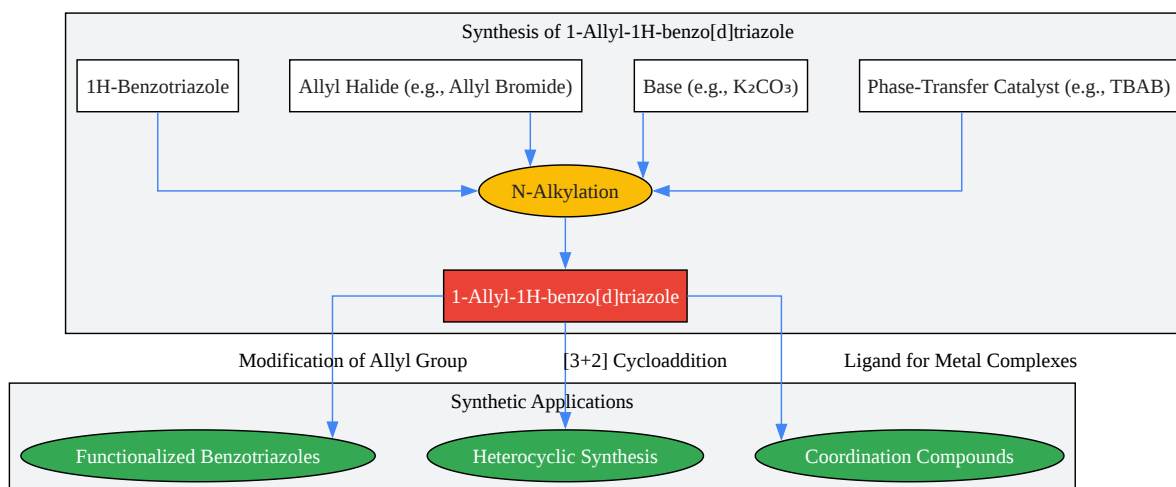 Synthesis of 1-Allyl-1H-benzo[d]triazole
1H-Benzotriazole
Allyl Halide (e.g., Allyl Bromide)
Base (e.g., K₂CO₃)
Phase-Transfer Catalyst (e.g., TBAB)
N-Alkylation
1-Allyl-1H-benzo[d]triazole
Modification of Allyl Group
[3+2] Cycloaddition
Ligand for Metal Complexes
Synthetic Applications
Functionalized Benzotriazoles
Heterocyclic Synthesis
Coordination Compounds